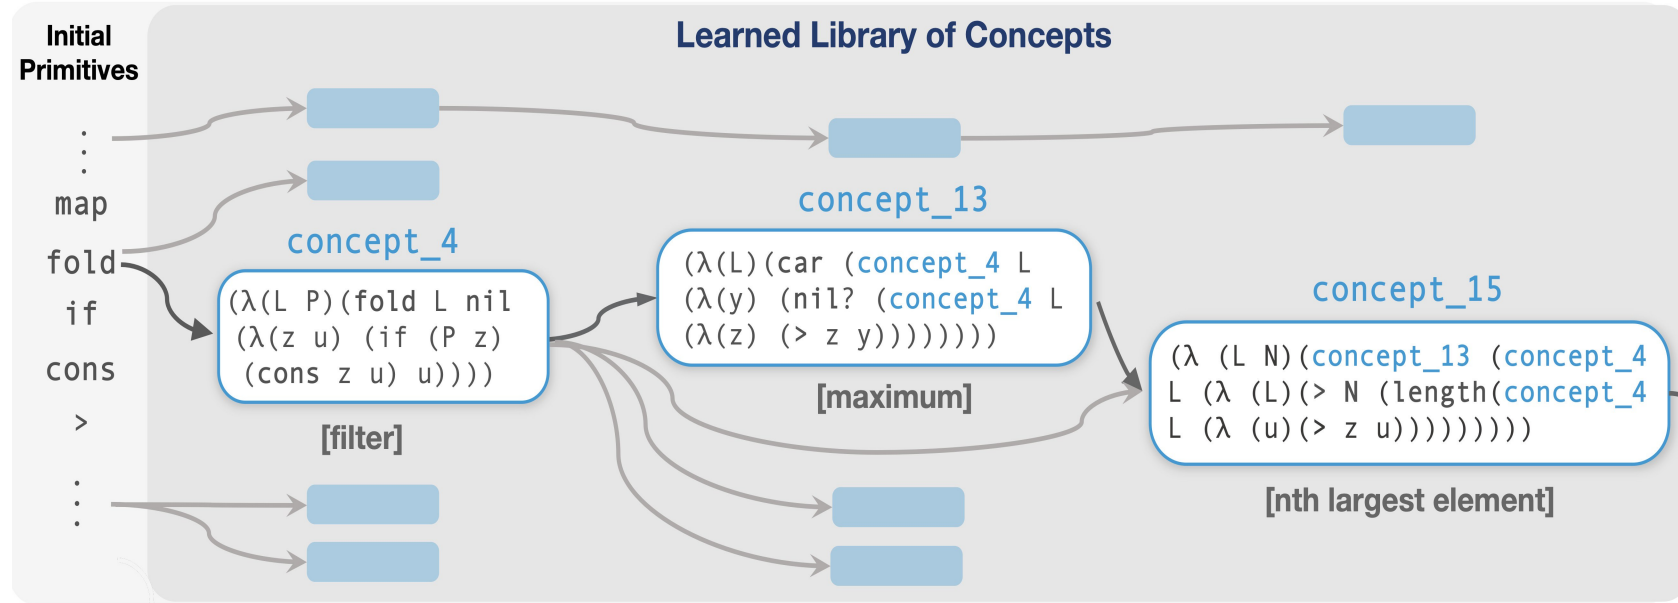 Initial
Primitives
Learned Library of Concepts
map
fold
if
cons
>
concept_4
(λ(L P)(fold L nil
(λ(z u) (if (P z)
(cons z u) u))))
[filter]
concept_13
(λ(L)(car (concept_4 L
(λ(y) (nil? (concept_4 L
(λ(z) (> z y))))))))
[maximum]
concept_15
(λ (L N)(concept_13 (concept_4
L (λ (L)(> N (length(concept_4
L (λ (u)(> z u)))))))))
[nth largest element]